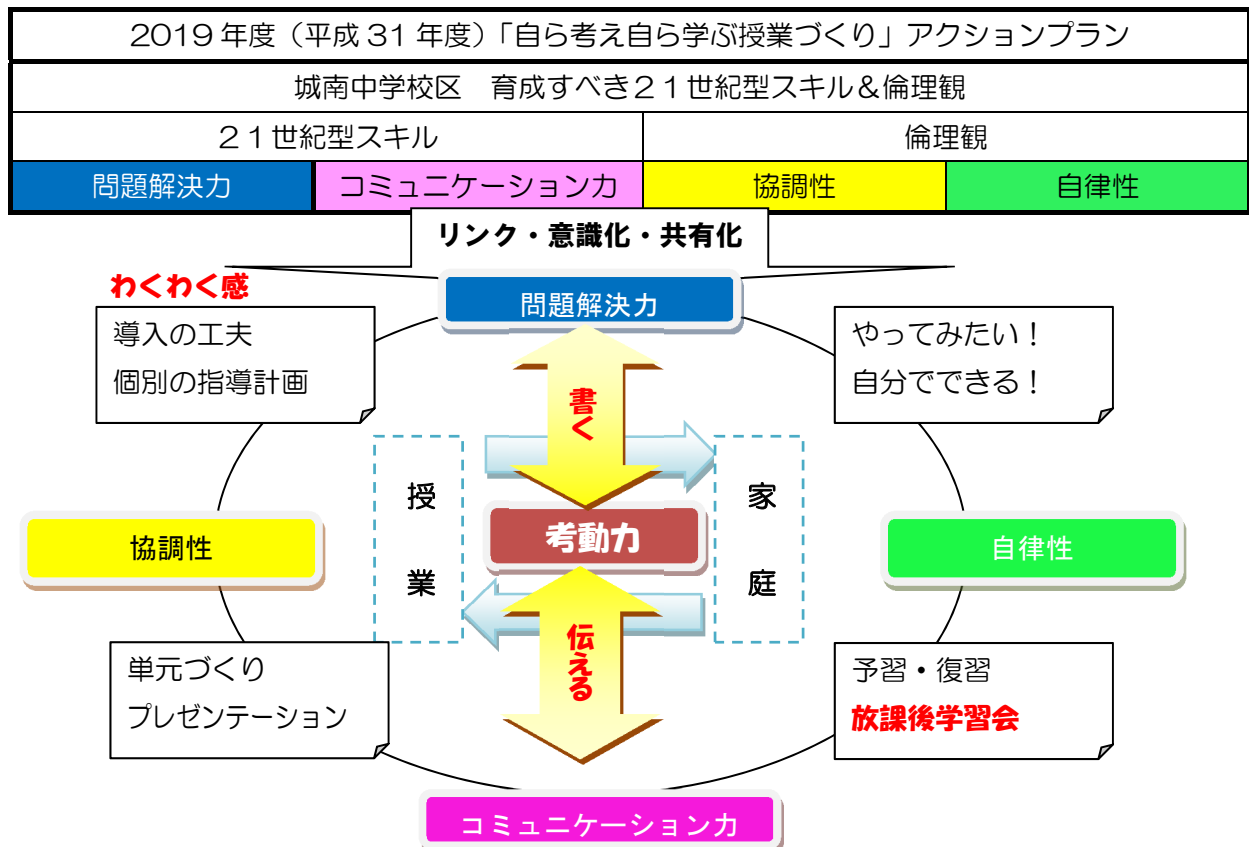 2019年度（平成31年度）「自ら考え自ら学ぶ授業づくり」アクションプラン
城南中学校区　育成すべき２１世紀型スキル＆倫理観
２１世紀型スキル
倫理観
問題解決力
コミュニケーション力
協調性
自律性
リンク・意識化・共有化
わくわく感
問題解決力
導入の工夫
個別の指導計画
やってみたい！
自分でできる！
書く
授業
家庭
協調性
考動力
自律性
伝える
単元づくり
プレゼンテーション
予習・復習
放課後学習会
コミュニケーション力